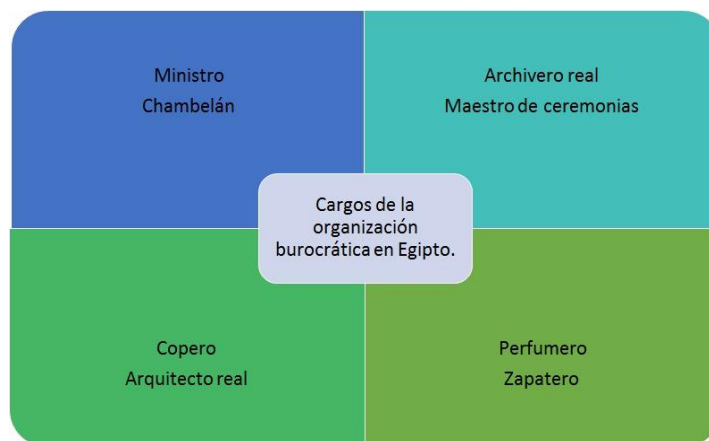 Ministro
Chambelán
Archivero real
Maestro de ceremonias
Cargos de la
organización
burocrática en Egipto.
Copero
Arquitecto real
Perfumero
Zapatero